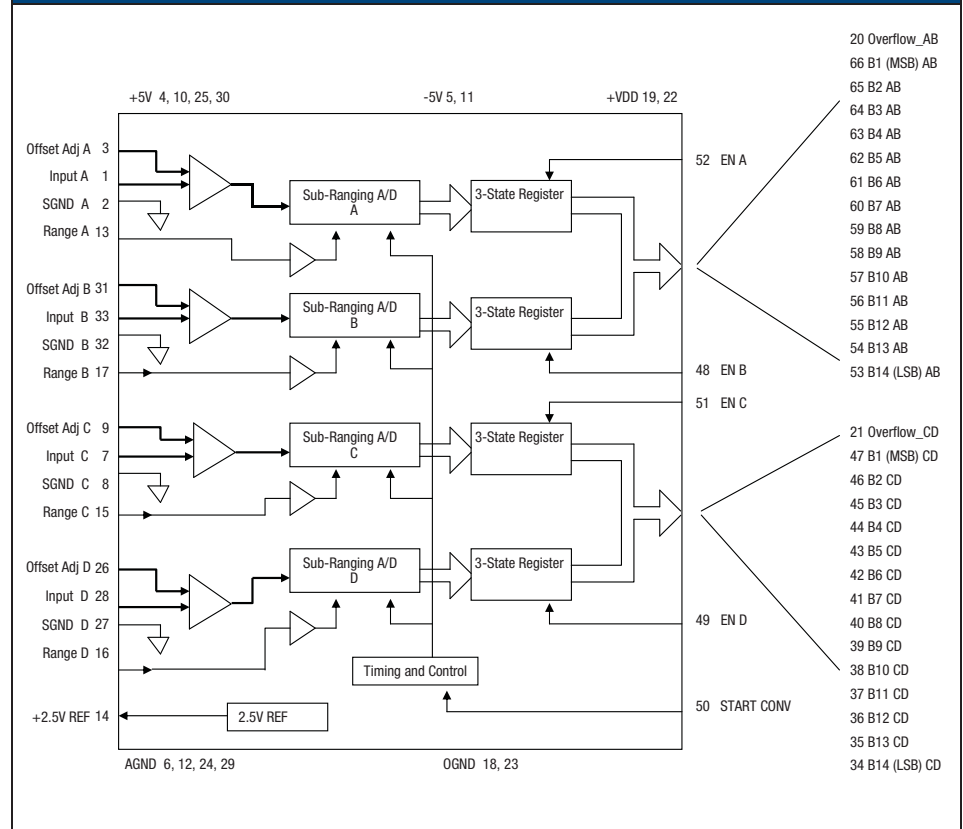 +5V 4, 10, 25, 30
-5V 5, 11
+VDD 19, 22
Offset Adj A 3
Input A 1
SGND A 2
Range A 13
Offset Adj B 31
Input B 33
SGND B 32
Range B 17
Offset Adj C 9
Input C 7
SGND C 8
Range C 15
Offset Adj D 26
Input D 28
SGND D 27
Range D 16
+2.5V REF 14
Sub-Ranging A/D
A
3-State Register
Sub-Ranging A/D
B
3-State Register
Sub-Ranging A/D
C
3-State Register
Sub-Ranging A/D
D
3-State Register
Timing and Control
2.5V REF
AGND 6, 12, 24, 29
OGND 18, 23
52 EN A
48 EN B
51 EN C
49 EN D
50 START CONV
20 Overflow_AB
66 B1 (MSB) AB
65 B2 AB
64 B3 AB
63 B4 AB
62 B5 AB
61 B6 AB
60 B7 AB
59 B8 AB
58 B9 AB
57 B10 AB
56 B11 AB
55 B12 AB
54 B13 AB
53 B14 (LSB) AB
21 Overflow_CD
47 B1 (MSB) CD
46 B2 CD
45 B3 CD
44 B4 CD
43 B5 CD
42 B6 CD
41 B7 CD
40 B8 CD
39 B9 CD
38 B10 CD
37 B11 CD
36 B12 CD
35 B13 CD
34 B14 (LSB) CD